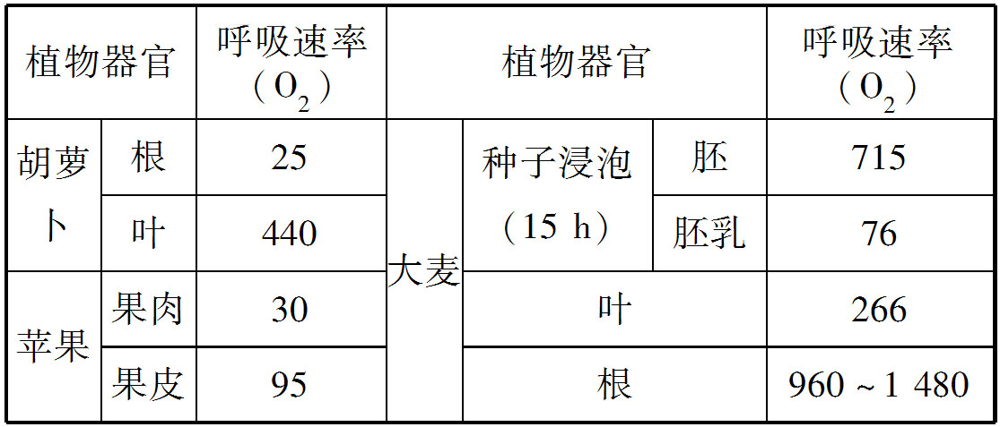 植物器官 呼吸速率(O₂) 植物器官 呼吸速率(O₂)
胡萝卜 根 25 大麦 种子浸泡(15 h) 胚 715
叶 440 胚乳 76
苹果 果肉 30 叶 266
果皮 95 根 960～1 480